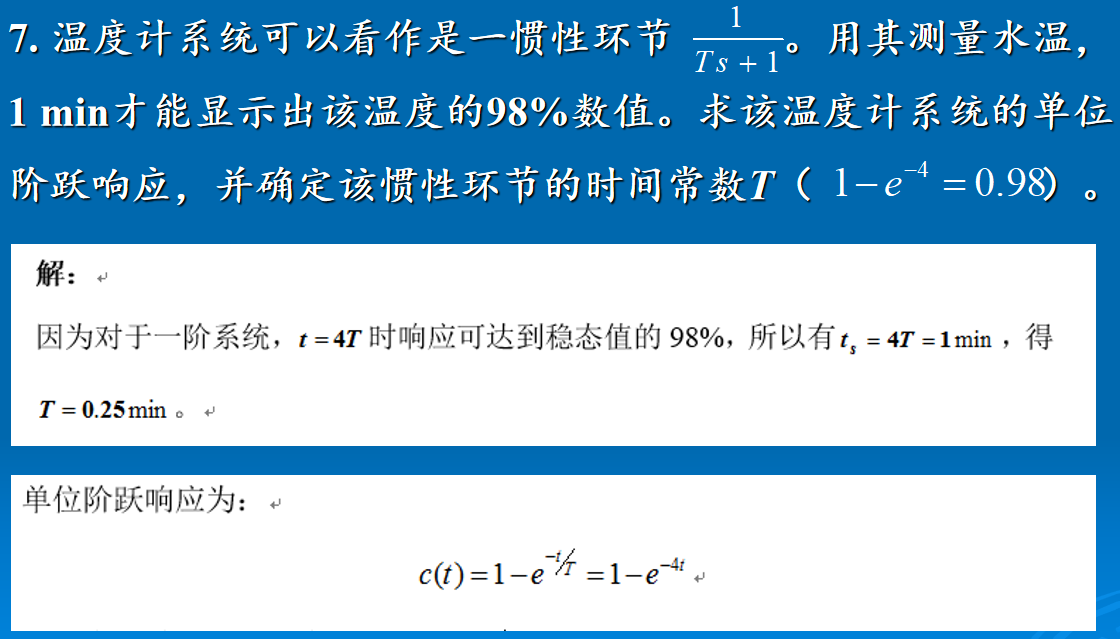 7. 温度计系统可以看作是一惯性环节 \frac{1}{Ts+1}。用其测量水温，
1 min才能显示出该温度的98%数值。求该温度计系统的单位
阶跃响应，并确定该惯性环节的时间常数T（ 1-e^{-4} = 0.98）。
解：↵
因为对于一阶系统，t = 4T 时响应可达到稳态值的 98%，所以有 t_s = 4T = 1 min ，得
T = 0.25 min 。↵
单位阶跃响应为：↵
c(t) = 1 - e^{-t/T} = 1 - e^{-4t} ↵